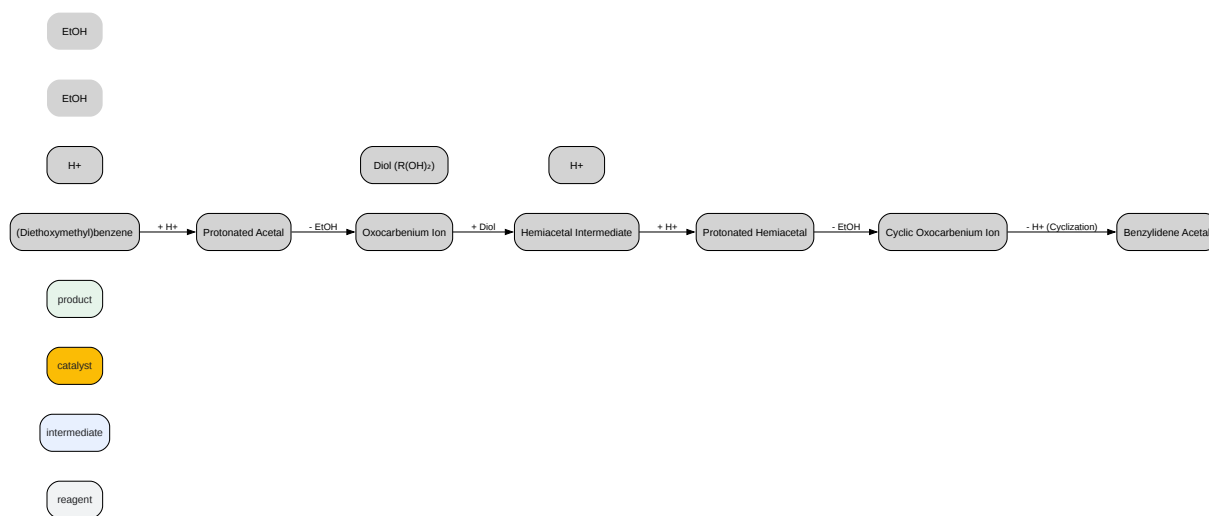 EtOH
EtOH
H+
Diol (R(OH)₂)
H+
(Diethoxymethyl)benzene
+ H+
Protonated Acetal
- EtOH
Oxocarbenium Ion
+ Diol
Hemiacetal Intermediate
+ H+
Protonated Hemiacetal
- EtOH
Cyclic Oxocarbenium Ion
- H+ (Cyclization)
Benzylidene Acetal
product
catalyst
intermediate
reagent